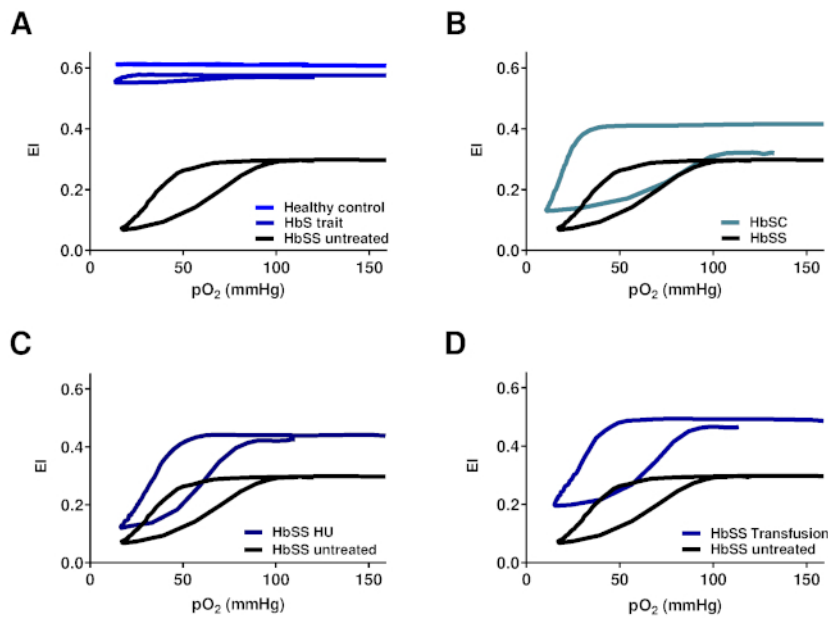 A
0.6
0.4
0.2
0.0
EI
0 50 100 150
pO2 (mmHg)
Healthy control
HbS trait
HbSS untreated
B
0.6
0.4
0.2
0.0
EI
0 50 100 150
pO2 (mmHg)
HbSC
HbSS
C
0.6
0.4
0.2
0.0
EI
0 50 100 150
pO2 (mmHg)
HbSS HU
HbSS untreated
D
0.6
0.4
0.2
0.0
EI
0 50 100 150
pO2 (mmHg)
HbSS Transfusion
HbSS untreated